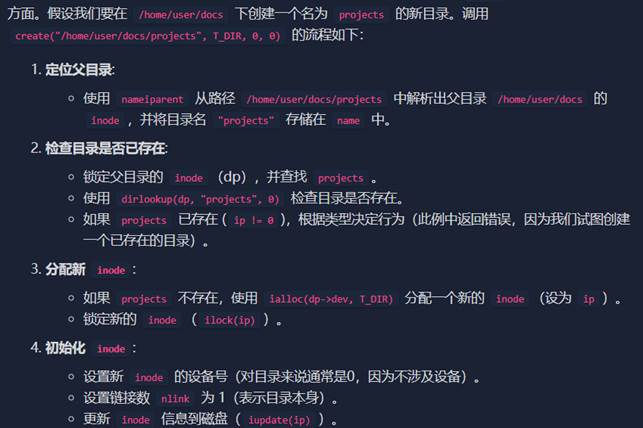 方面。假设我们要在 /home/user/docs 下创建一个名为 projects 的新目录。调用
create("/home/user/docs/projects", T_DIR, 0, 0) 的流程如下：
1. 定位父目录:
使用 nameiparent 从路径 /home/user/docs/projects 中解析出父目录 /home/user/docs 的
inode ，并将目录名 "projects" 存储在 name 中。
2. 检查目录是否已存在:
锁定父目录的 inode （dp），并查找 projects 。
使用 dirlookup(dp, "projects", 0) 检查目录是否存在。
如果 projects 已存在（ ip != 0 ），根据类型决定行为（此例中返回错误，因为我们试图创建
一个已存在的目录）。
3. 分配新 inode :
如果 projects 不存在，使用 ialloc(dp->dev, T_DIR) 分配一个新的 inode （设为 ip ）。
锁定新的 inode （ ilock(ip) ）。
4. 初始化 inode :
设置新 inode 的设备号（对目录来说通常是0，因为不涉及设备）。
设置链接数 nlink 为 1（表示目录本身）。
更新 inode 信息到磁盘（ iupdate(ip) ）。